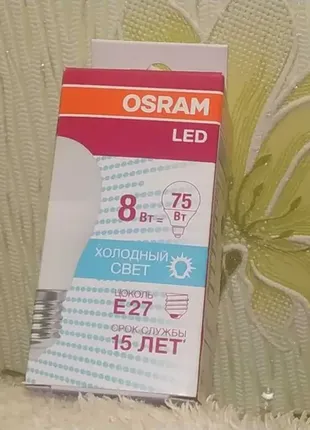 OSRAM
LED
8 Вт ≈ 75 Вт
ХОЛОДНЫЙ
СВЕТ
ЦОКОЛЬ
E27
СРОК СЛУЖБЫ
15 ЛЕТ*